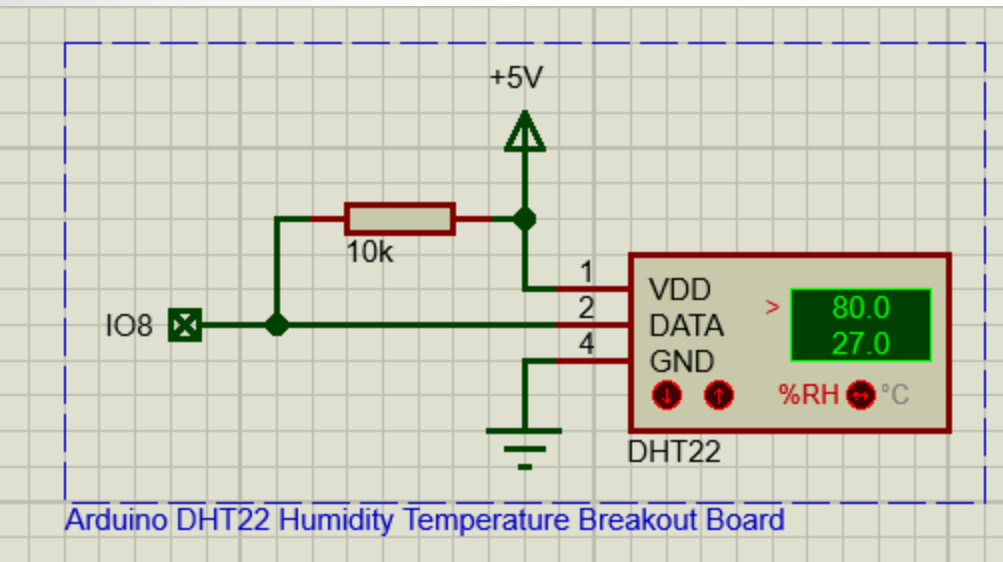 +5V
10k
1
VDD
> 80.0
IO8
2
DATA
27.0
4
GND
%RH °C
DHT22
Arduino DHT22 Humidity Temperature Breakout Board